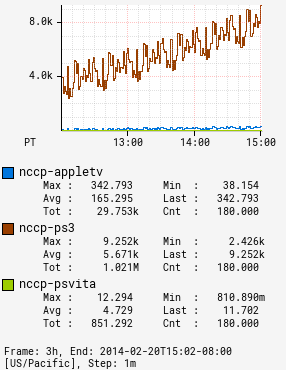 8.0k
4.0k
PT 13:00 14:00 15:00
nccp-appletv
Max : 342.793 Min : 38.154
Avg : 165.295 Last : 342.793
Tot : 29.753k Cnt : 180.000
nccp-ps3
Max : 9.252k Min : 2.426k
Avg : 5.671k Last : 9.252k
Tot : 1.021M Cnt : 180.000
nccp-psvita
Max : 12.294 Min : 810.890m
Avg : 4.729 Last : 11.702
Tot : 851.292 Cnt : 180.000
Frame: 3h, End: 2014-02-20T15:02-08:00
[US/Pacific], Step: 1m